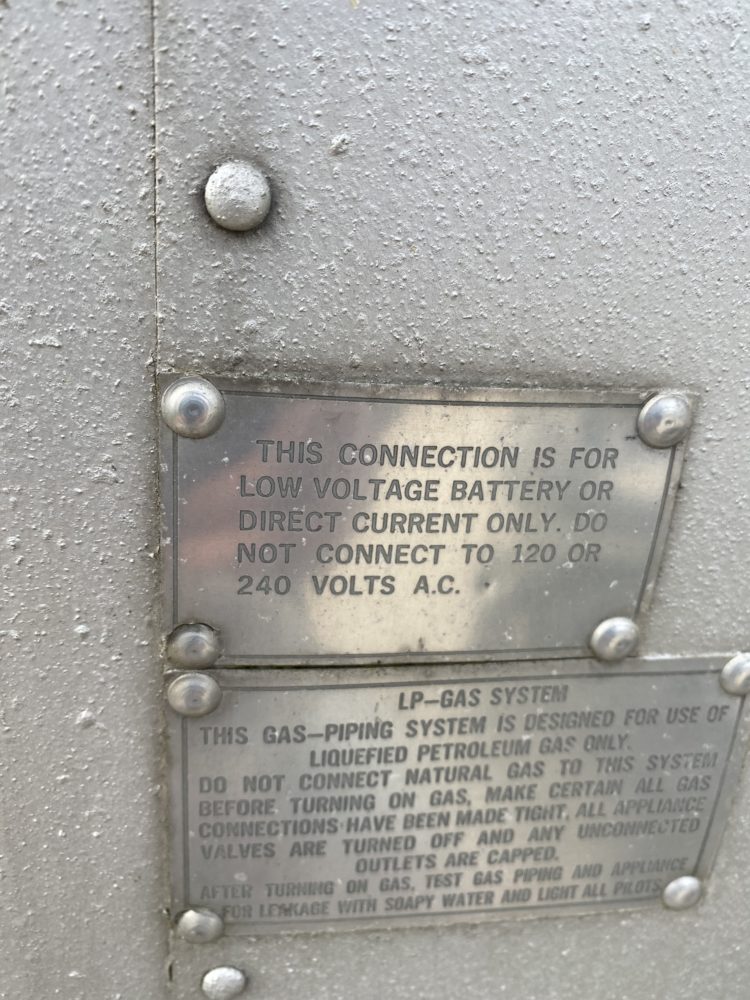 THIS CONNECTION IS FOR
LOW VOLTAGE BATTERY OR
DIRECT CURRENT ONLY. DO
NOT CONNECT TO 120 OR
240 VOLTS A.C.
LP-GAS SYSTEM
THIS GAS-PIPING SYSTEM IS DESIGNED FOR USE OF
LIQUEFIED PETROLEUM GAS ONLY.
DO NOT CONNECT NATURAL GAS TO THIS SYSTEM
BEFORE TURNING ON GAS, MAKE CERTAIN ALL GAS
CONNECTIONS HAVE BEEN MADE TIGHT, ALL APPLIANCE
VALVES ARE TURNED OFF AND ANY UNCONNECTED
OUTLETS ARE CAPPED.
AFTER TURNING ON GAS, TEST GAS PIPING AND APPLIANCE
FOR LEAKAGE WITH SOAPY WATER AND LIGHT ALL PILOTS